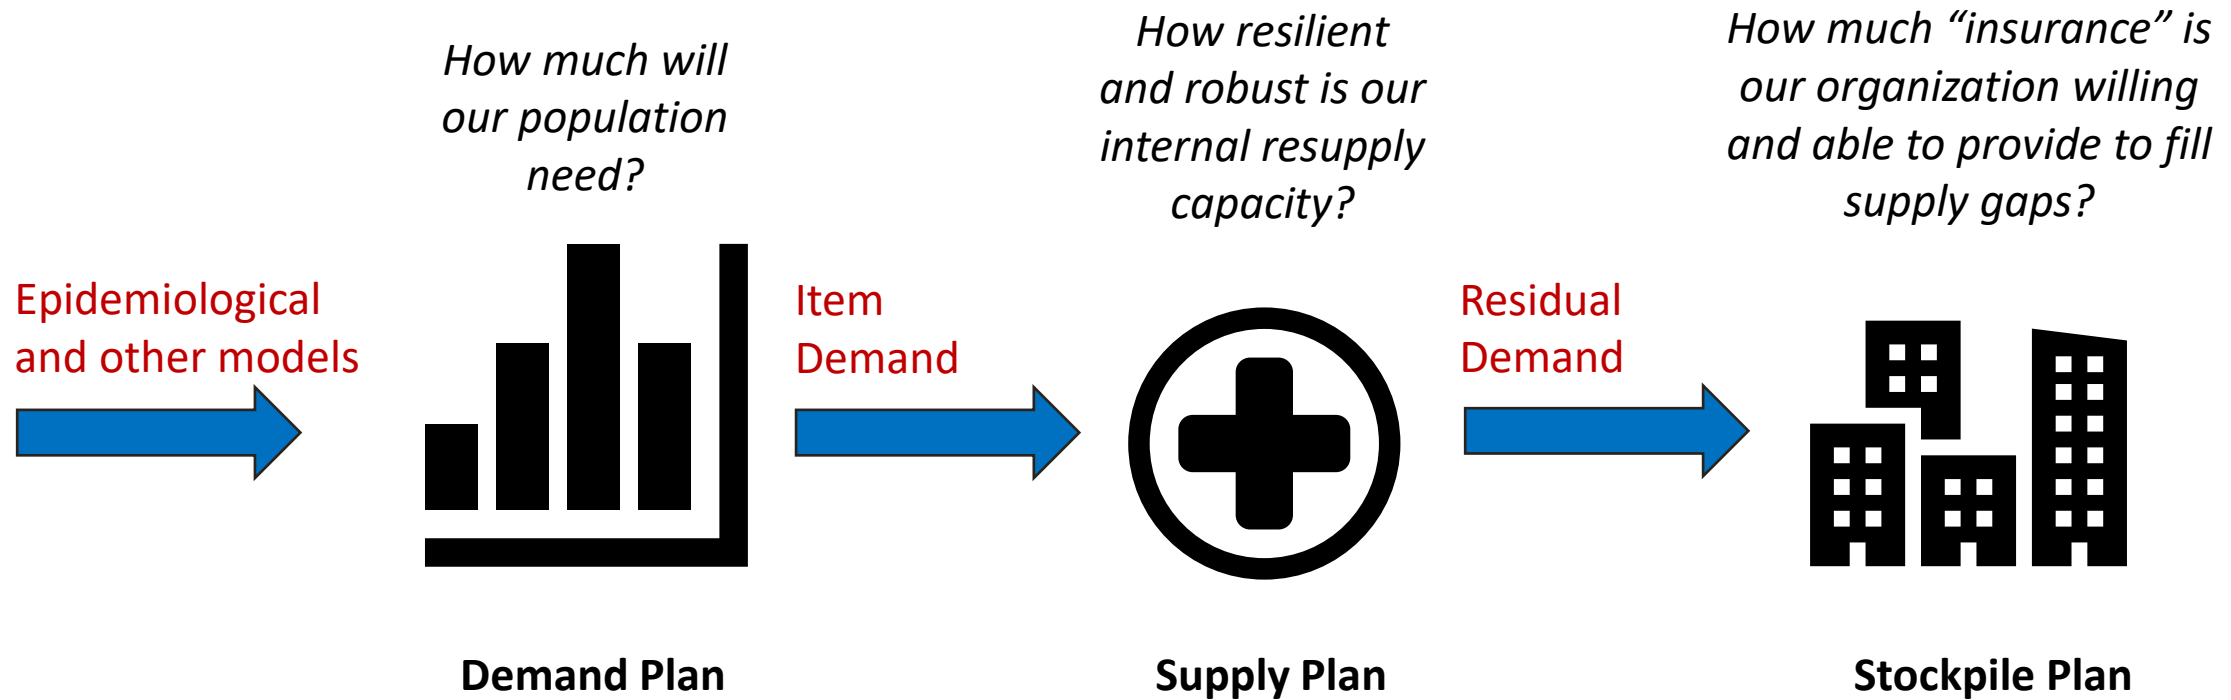 How much will
our population
need?
How resilient
and robust is our
internal resupply
capacity?
How much “insurance” is
our organization willing
and able to provide to fill
supply gaps?
Epidemiological
and other models
Item
Demand
Residual
Demand
Demand Plan
Supply Plan
Stockpile Plan